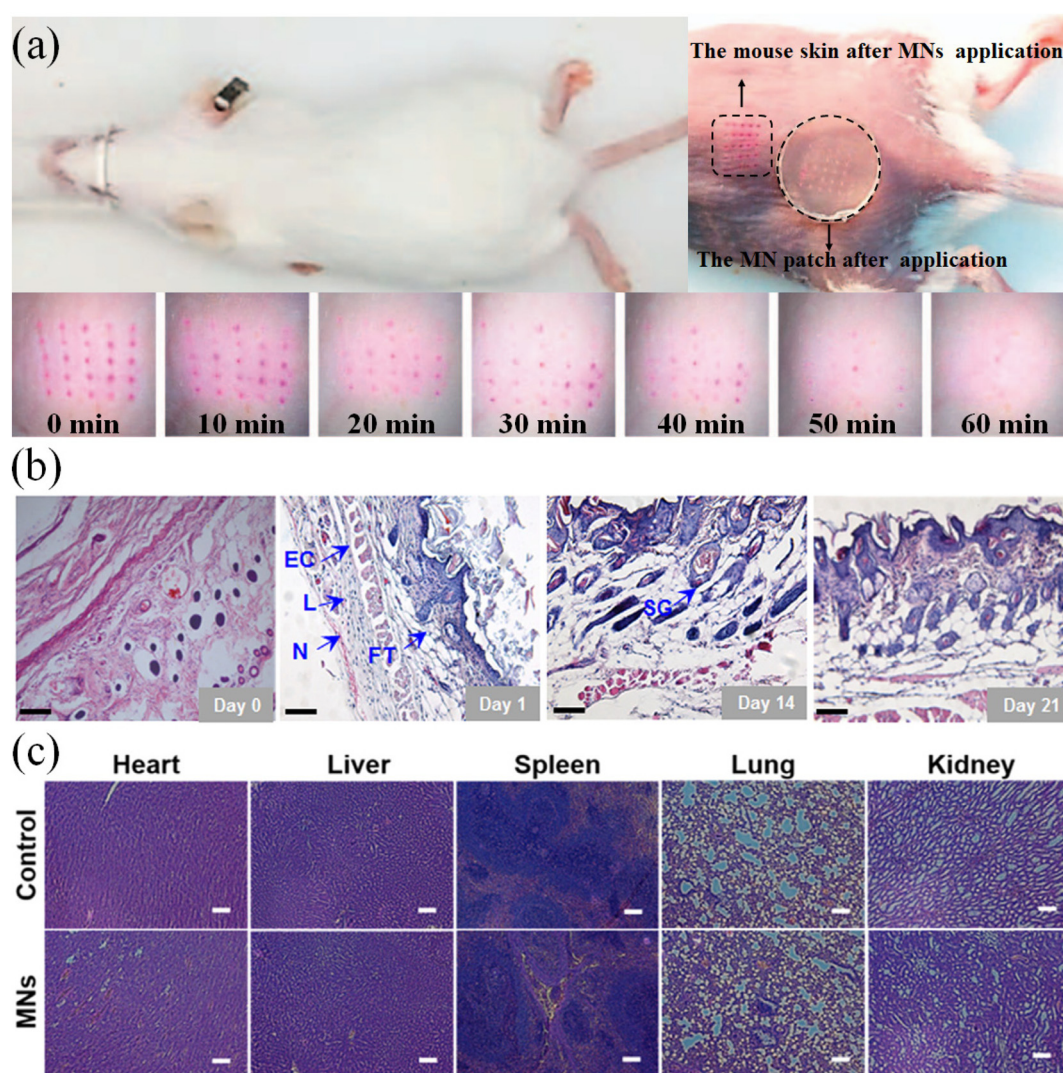 (a)
The mouse skin after MNs application
The MN patch after application
0 min
10 min
20 min
30 min
40 min
50 min
60 min
(b)
EC
L
N
FT
Day 0
Day 1
SG
Day 14
Day 21
(c)
Heart
Liver
Spleen
Lung
Kidney
Control
MNs